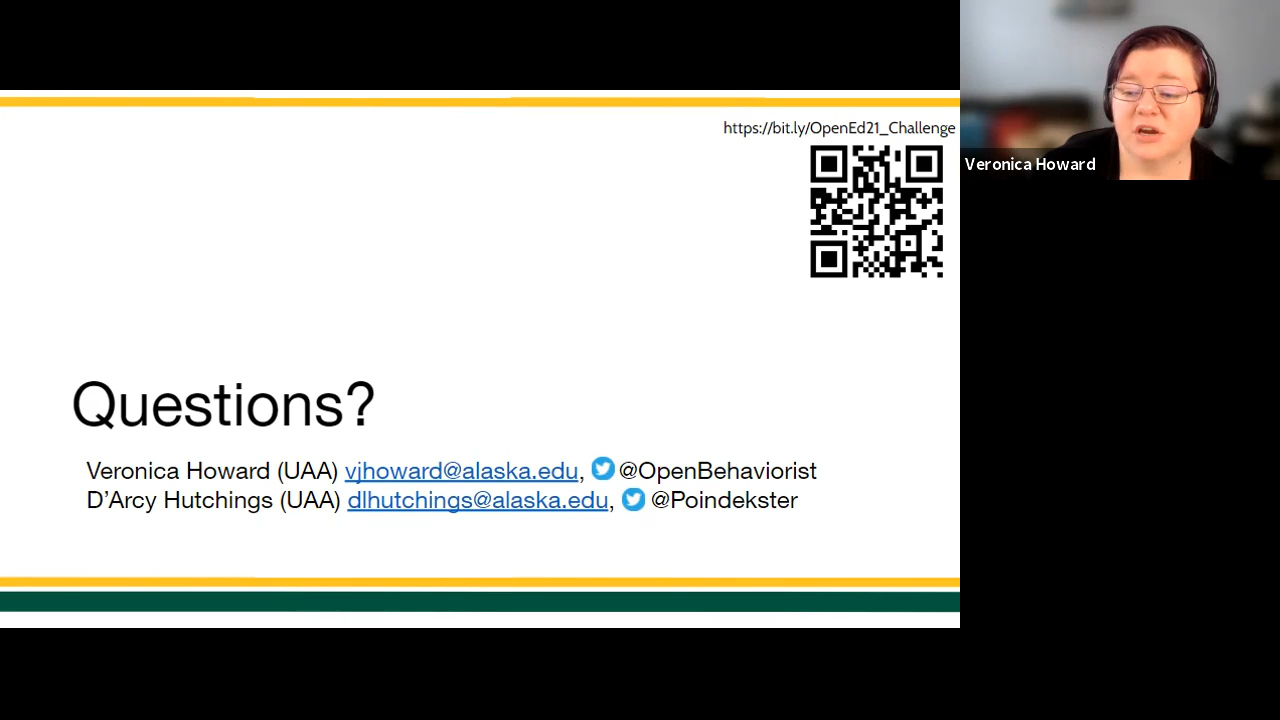 https://bit.ly/OpenEd21_Challenge
Veronica Howard
Questions?
Veronica Howard (UAA) vjhoward@alaska.edu, @OpenBehaviorist
D’Arcy Hutchings (UAA) dlhutchings@alaska.edu, @Poindekster